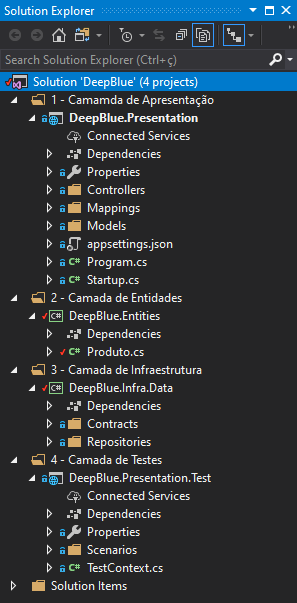 Solution Explorer
Search Solution Explorer (Ctrl+ç)
Solution 'DeepBlue' (4 projects)
1 - Camamda de Apresentação
DeepBlue.Presentation
Connected Services
Dependencies
Properties
Controllers
Mappings
Models
appsettings.json
C# Program.cs
C# Startup.cs
2 - Camada de Entidades
C# DeepBlue.Entities
Dependencies
C# Produto.cs
3 - Camada de Infraestrutura
C# DeepBlue.Infra.Data
Dependencies
Contracts
Repositories
4 - Camada de Testes
DeepBlue.Presentation.Test
Connected Services
Dependencies
Properties
Scenarios
C# TestContext.cs
Solution Items